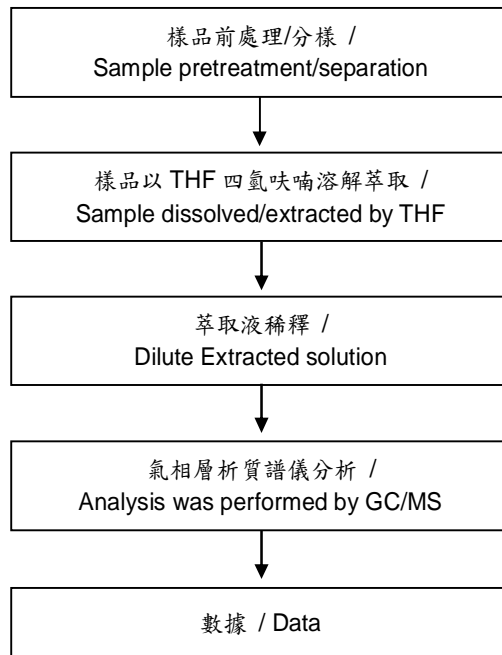 樣品前處理/分樣 /
Sample pretreatment/separation
樣品以 THF 四氫呋喃溶解萃取 /
Sample dissolved/extracted by THF
萃取液稀釋 /
Dilute Extracted solution
氣相層析質譜儀分析 /
Analysis was performed by GC/MS
數據 / Data